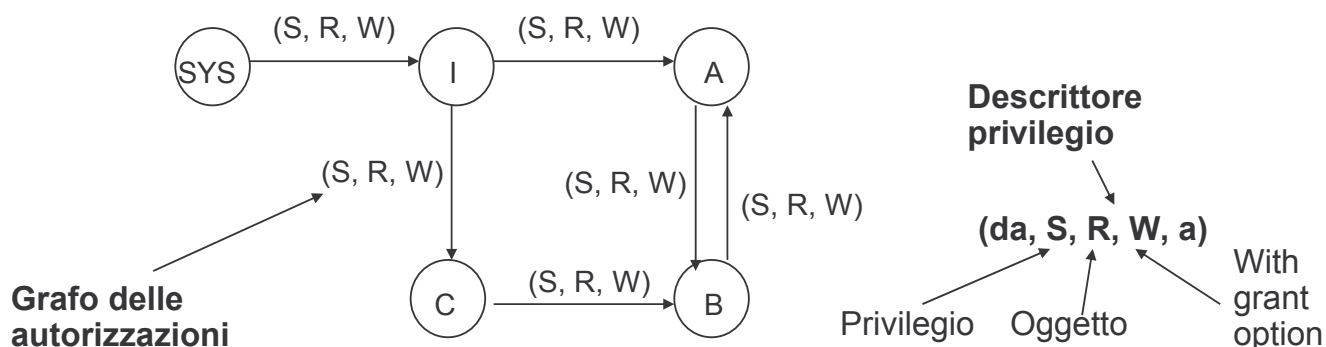 (S, R, W)
(S, R, W)
SYS
I
A
Descrittore
privilegio
(S, R, W)
(S, R, W)
(S, R, W)
(da, S, R, W, a)
Grafo delle
autorizzazioni
C
(S, R, W)
B
Privilegio
Oggetto
With
grant
option